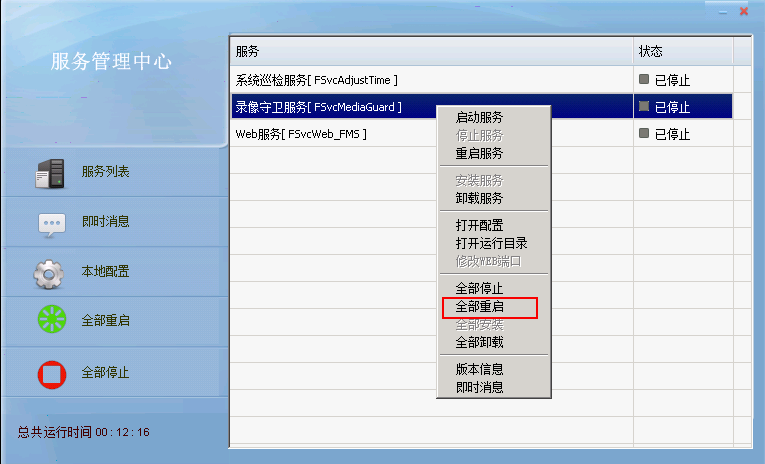 服务管理中心
服务列表
即时消息
本地配置
全部重启
全部停止
总共运行时间 00:12:16
服务 状态
系统巡检服务[ FSvcAdjustTime ] 已停止
录像守卫服务[ FSvcMediaGuard ] 已停止
Web服务[ FSvcWeb_FMS ] 已停止
启动服务
停止服务
重启服务
安装服务
卸载服务
打开配置
打开运行目录
修改WEB端口
全部停止
全部重启
全部安装
全部卸载
版本信息
即时消息